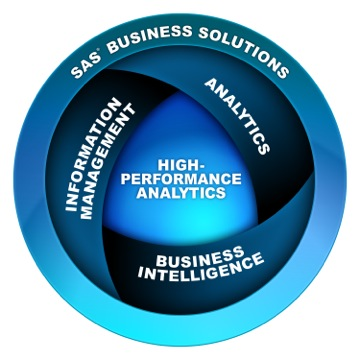 SAS® BUSINESS SOLUTIONS
ANALYTICS
INFORMATION
MANAGEMENT
HIGH-
PERFORMANCE
ANALYTICS
BUSINESS
INTELLIGENCE